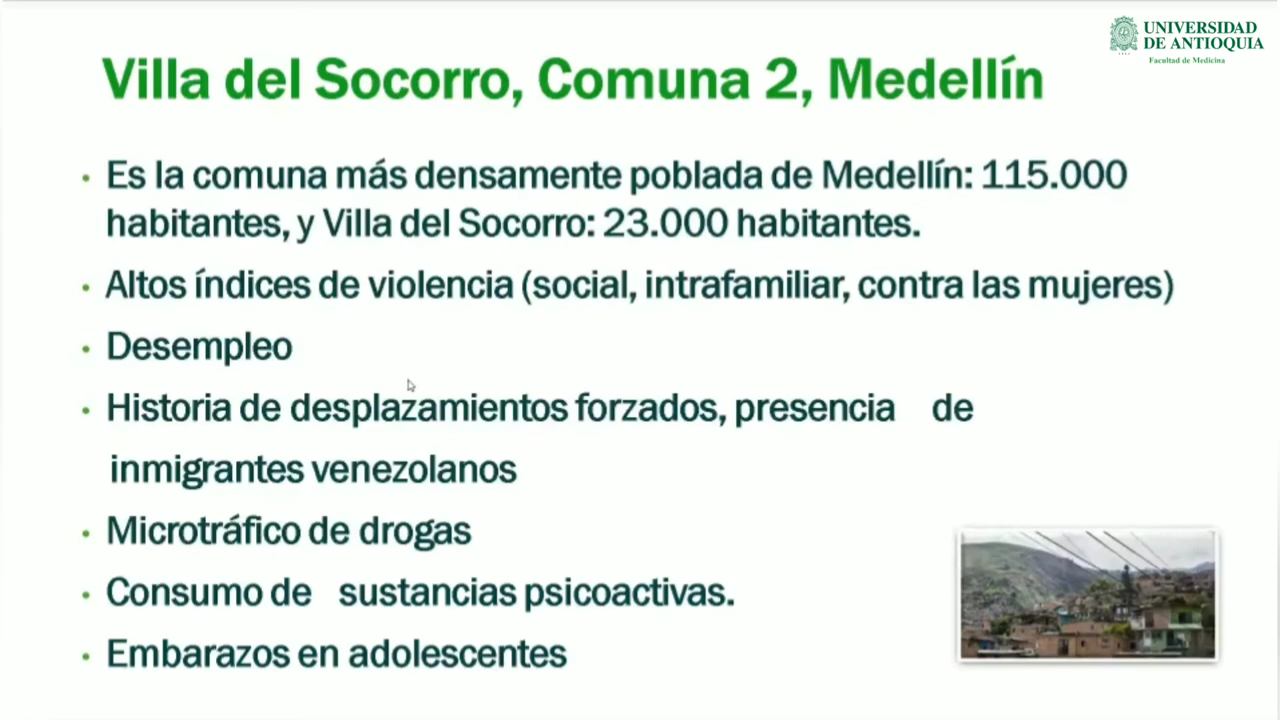 UNIVERSIDAD
DE ANTIOQUIA
Facultad de Medicina
Villa del Socorro, Comuna 2, Medellín
• Es la comuna más densamente poblada de Medellín: 115.000
habitantes, y Villa del Socorro: 23.000 habitantes.
• Altos índices de violencia (social, intrafamiliar, contra las mujeres)
• Desempleo
• Historia de desplazamientos forzados, presencia de
inmigrantes venezolanos
• Microtráfico de drogas
• Consumo de sustancias psicoactivas.
• Embarazos en adolescentes